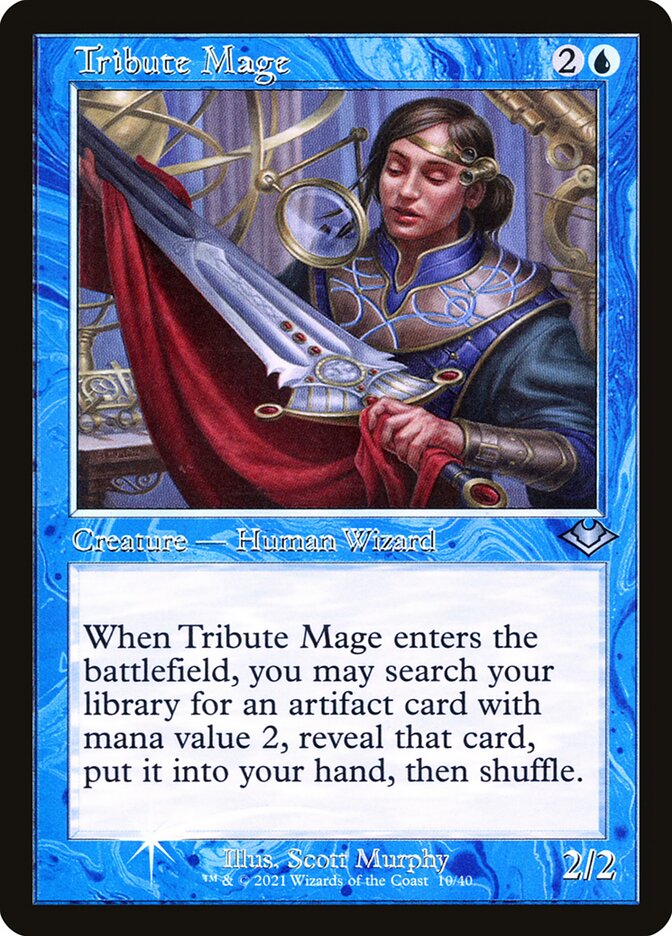 Tribute Mage 2
Creature — Human Wizard
When Tribute Mage enters the
battlefield, you may search your
library for an artifact card with
mana value 2, reveal that card,
put it into your hand, then shuffle.
Illus. Scott Murphy
2/2
™ & © 2021 Wizards of the Coast 10/40